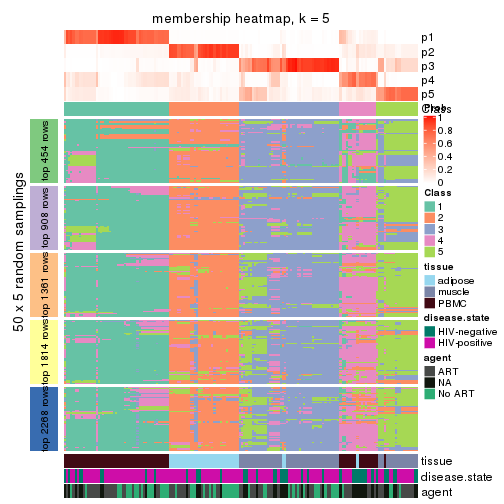 membership heatmap, k = 5
p1
p2
p3
p4
p5
Prob
Class
1
0.8
0.6
0.4
0.2
0
Class
1
2
3
4
5
tissue
adipose
muscle
PBMC
disease.state
HIV-negative
HIV-positive
agent
ART
NA
No ART
50 x 5 random samplings
top 454 rows
top 908 rows
top 1361 rows
top 1814 rows
top 2268 rows
tissue
disease.state
agent